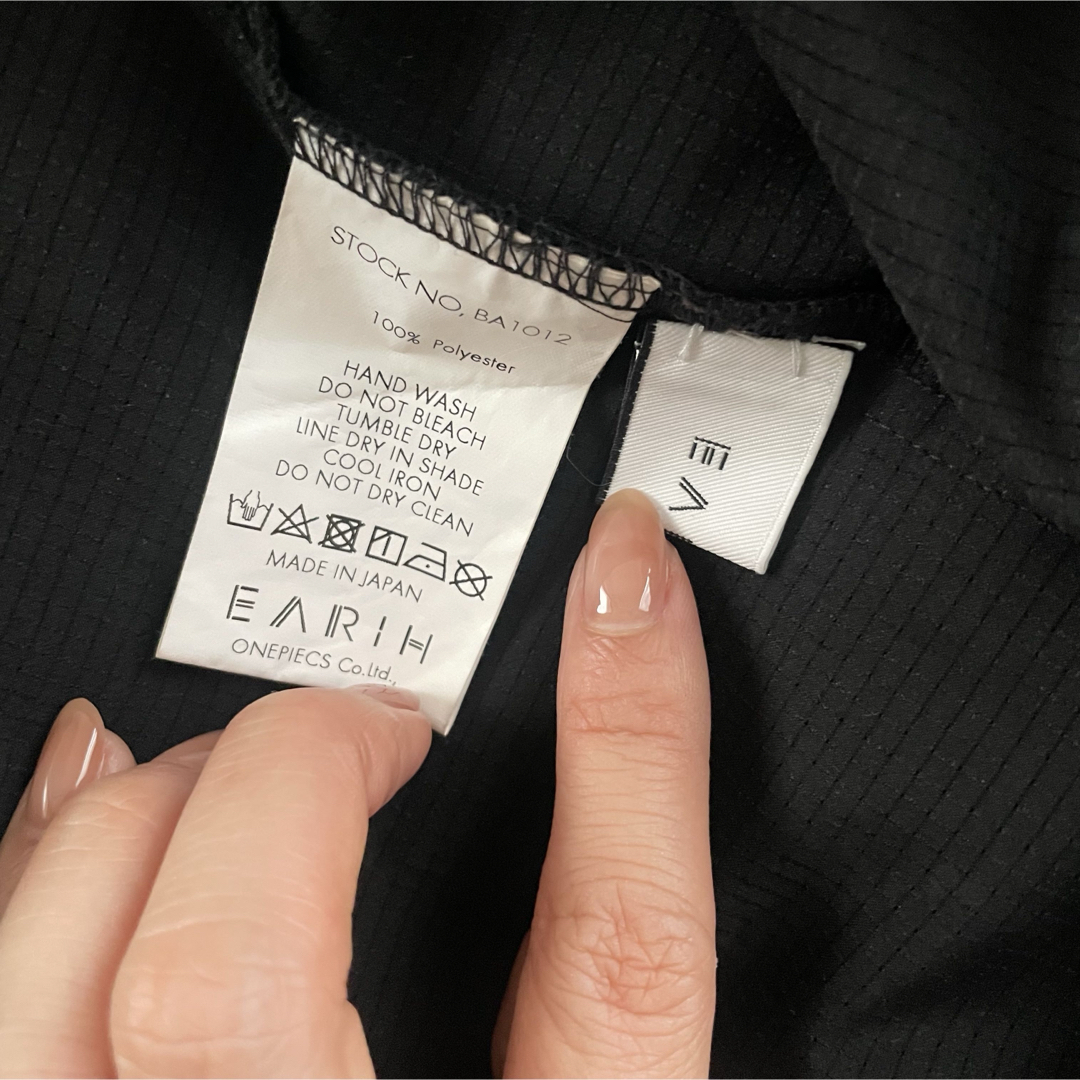 STOCK NO, BA1012
100% Polyester
HAND WASH
DO NOT BLEACH
TUMBLE DRY
LINE DRY IN SHADE
COOL IRON
DO NOT DRY CLEAN
MADE IN JAPAN
EARTH
ONEPIECS Co.Ltd.,